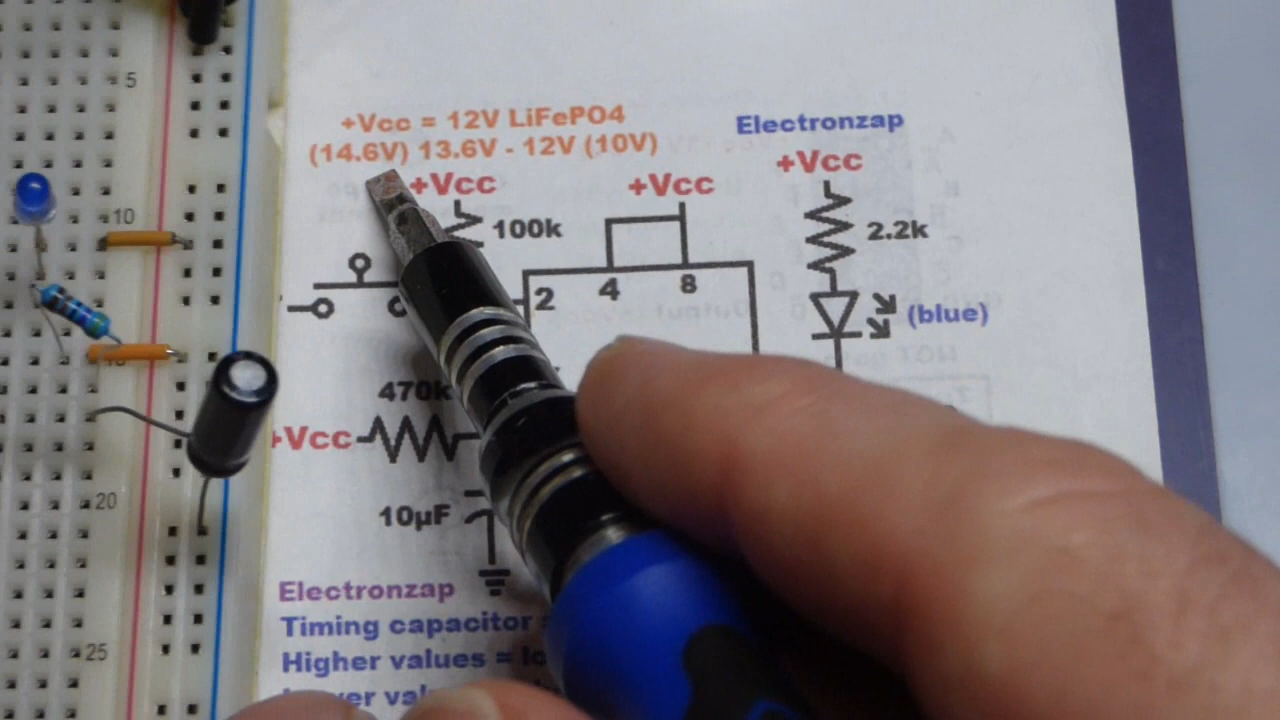 5
10
20
25
+Vcc = 12V LiFePO4
(14.6V) 13.6V - 12V (10V)
Electronzap
+Vcc
+Vcc
+Vcc
100k
2.2k
2
4
8
(blue)
470k
+Vcc
10µF
Electronzap
Timing capacitor
Higher values =